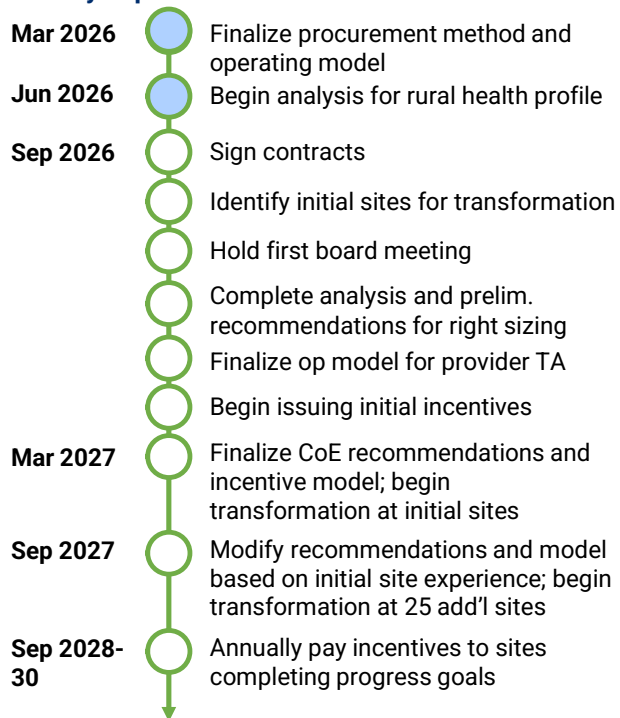 Mar 2026
Finalize procurement method and
operating model
Jun 2026
Begin analysis for rural health profile
Sep 2026
Sign contracts
Identify initial sites for transformation
Hold first board meeting
Complete analysis and prelim.
recommendations for right sizing
Finalize op model for provider TA
Begin issuing initial incentives
Mar 2027
Finalize CoE recommendations and
incentive model; begin
transformation at initial sites
Sep 2027
Modify recommendations and model
based on initial site experience; begin
transformation at 25 add'l sites
Sep 2028-
30
Annually pay incentives to sites
completing progress goals